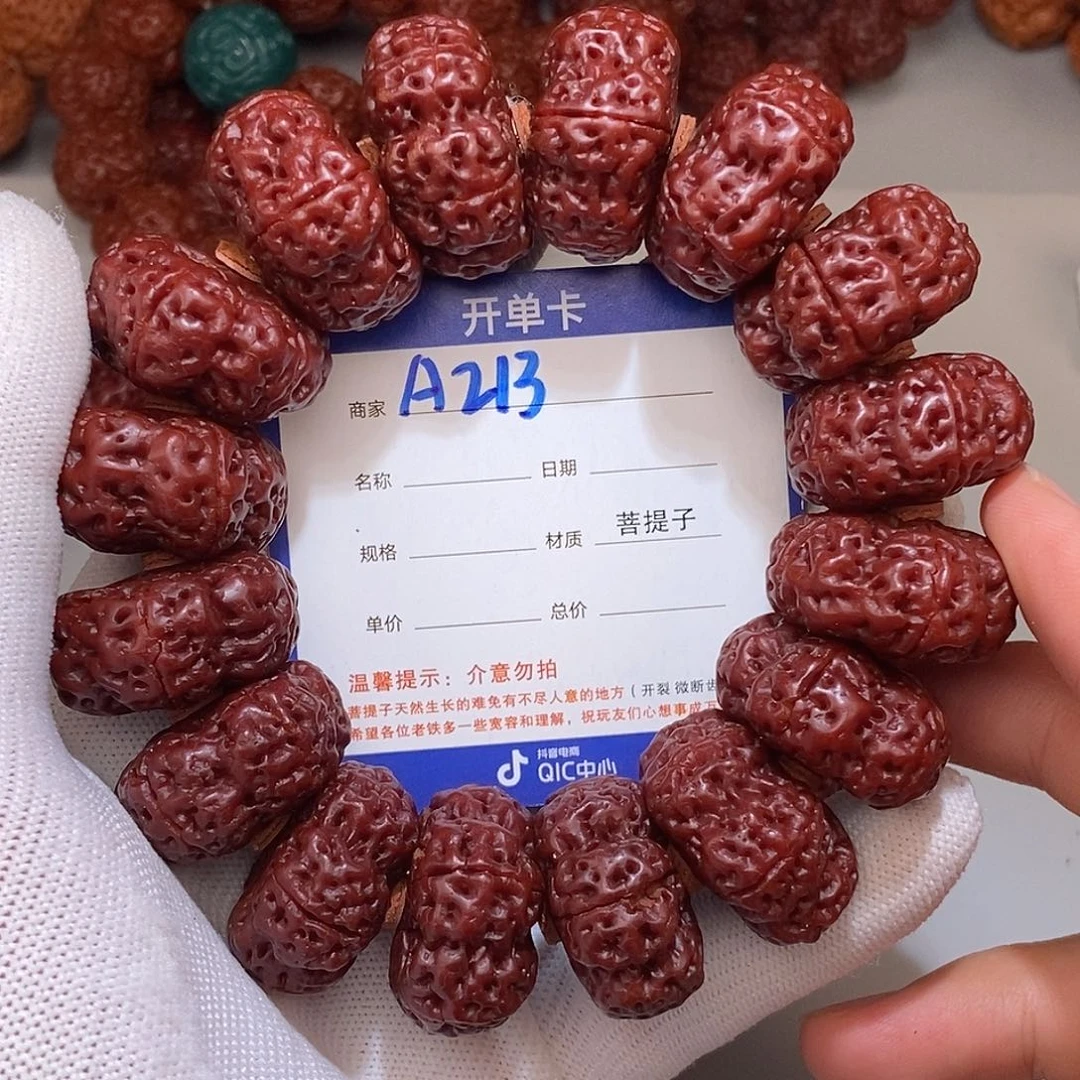 开单卡
商家 A213
名称 日期
规格 材质 菩提子
单价 总价
温馨提示：介意勿拍
菩提子天然生长的难免有不尽人意的地方（开裂 微断齿
希望各位老铁多一些宽容和理解，祝玩友们心想事成
抖音电商
QIC中心